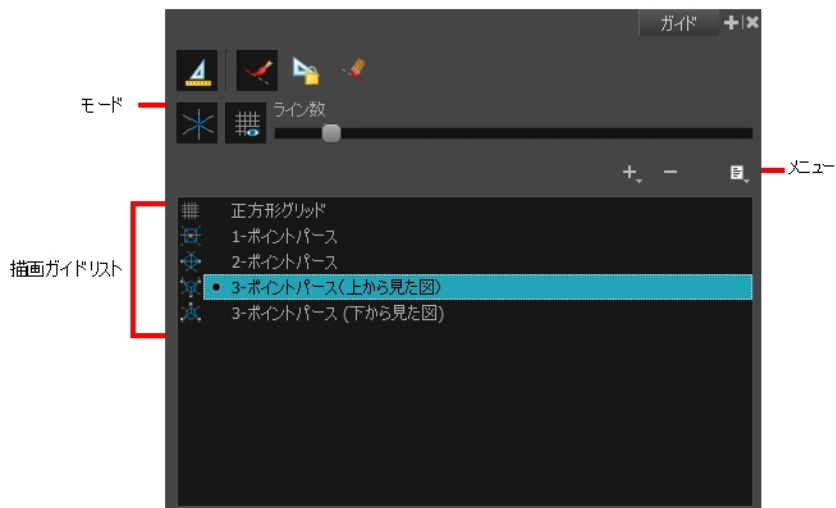 ガイド
モード
ライン数
メニュー
描画ガイドリスト
正方形グリッド
1-ポイントパース
2-ポイントパース
3-ポイントパース(上から見た図)
3-ポイントパース (下から見た図)